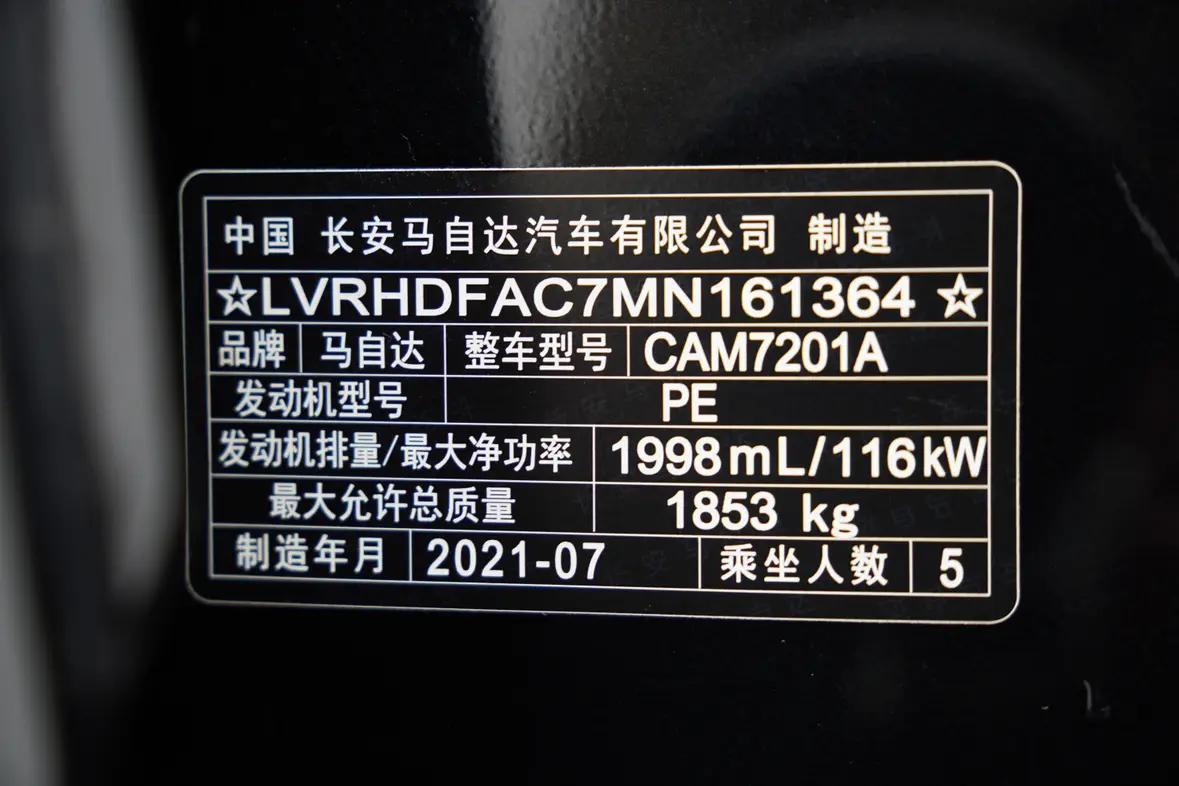 中国 长安马自达汽车有限公司 制造
☆LVRHDFAC7MN161364☆
品牌 马自达 整车型号 CAM7201A
发动机型号 PE
发动机排量/最大净功率 1998mL/116kW
最大允许总质量 1853 kg
制造年月 2021-07 乘坐人数 5